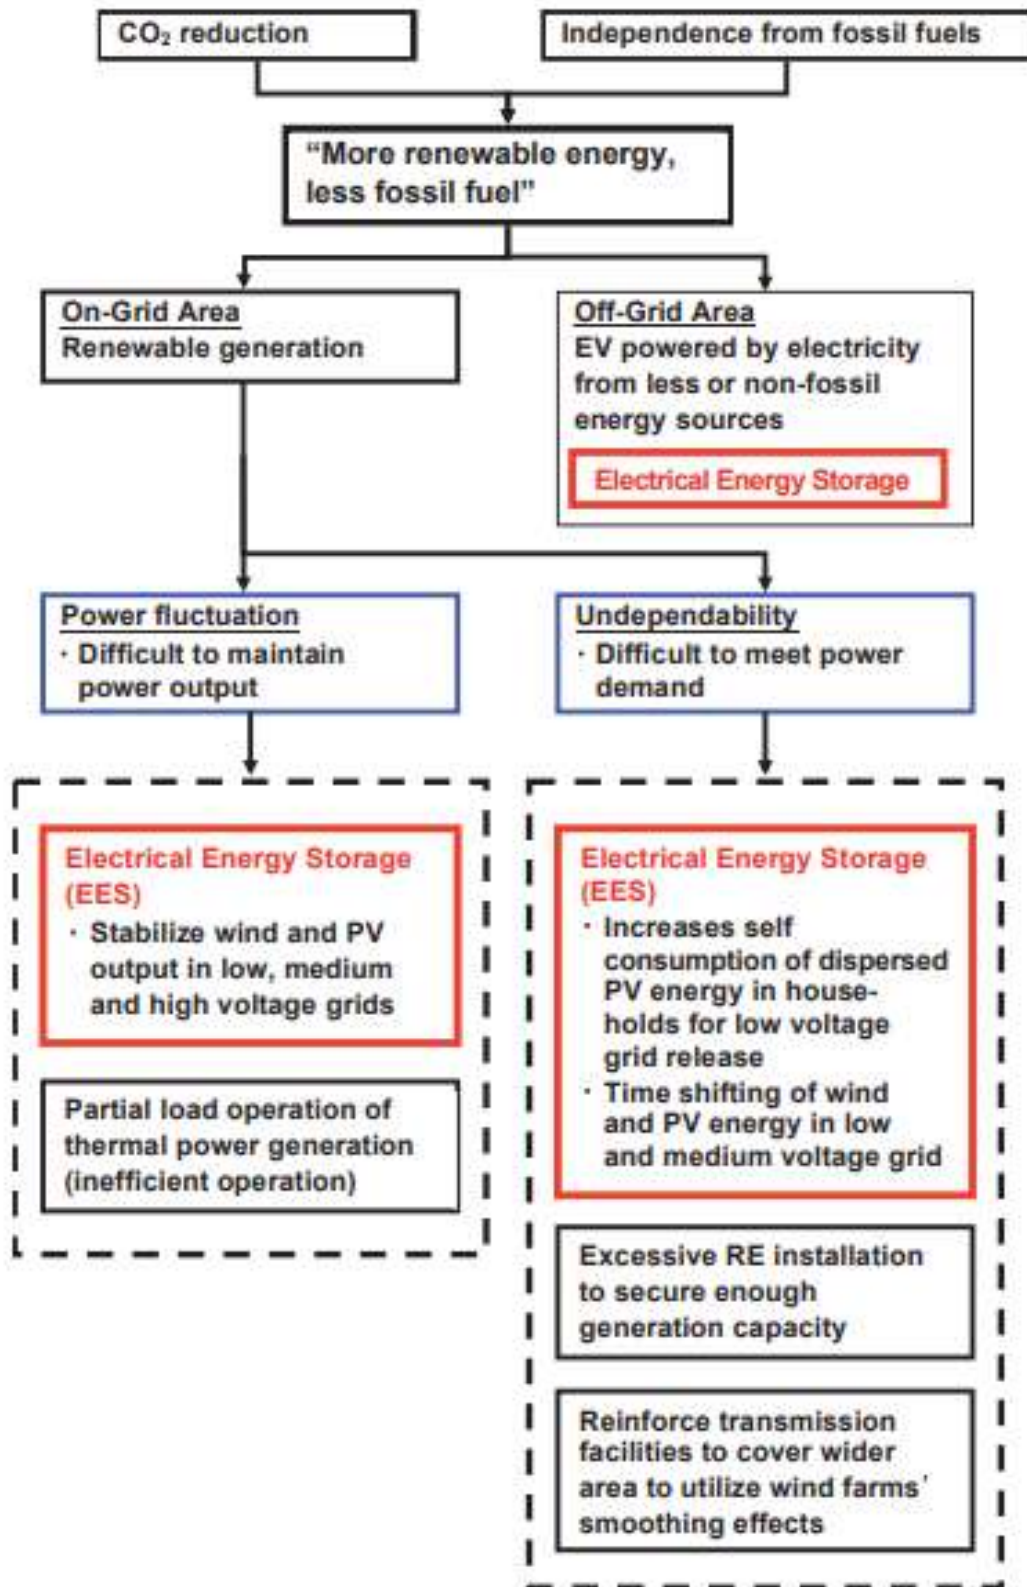 CO₂ reduction
Independence from fossil fuels
“More renewable energy,
less fossil fuel”
On-Grid Area
Renewable generation
Off-Grid Area
EV powered by electricity
from less or non-fossil
energy sources
Electrical Energy Storage
Power fluctuation
· Difficult to maintain
power output
Undependability
· Difficult to meet power
demand
Electrical Energy Storage
(EES)
· Stabilize wind and PV
output in low, medium
and high voltage grids
Partial load operation of
thermal power generation
(inefficient operation)
Electrical Energy Storage
(EES)
· Increases self
consumption of dispersed
PV energy in house-
holds for low voltage
grid release
· Time shifting of wind
and PV energy in low
and medium voltage grid
Excessive RE installation
to secure enough
generation capacity
Reinforce transmission
facilities to cover wider
area to utilize wind farms’
smoothing effects